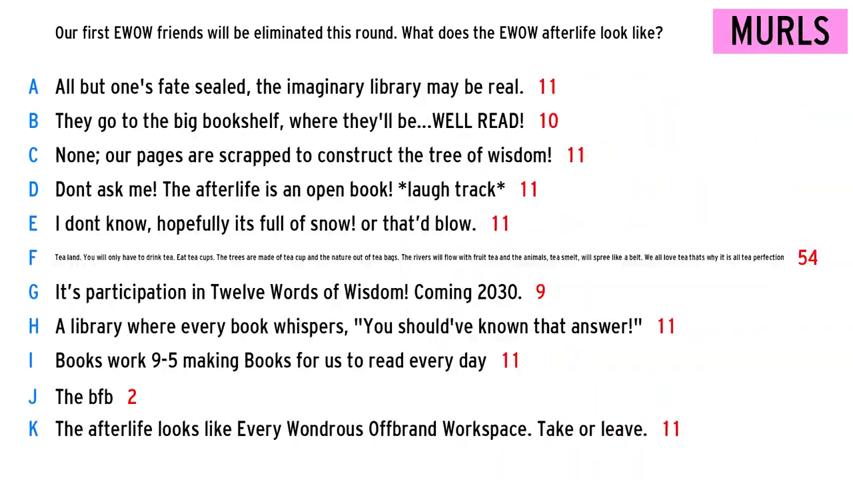 Our first EWOW friends will be eliminated this round. What does the EWOW afterlife look like?
MURLS
A All but one's fate sealed, the imaginary library may be real. 11
B They go to the big bookshelf, where they'll be...WELL READ! 10
C None; our pages are scrapped to construct the tree of wisdom! 11
D Dont ask me! The afterlife is an open book! *laugh track* 11
E I dont know, hopefully its full of snow! or that’d blow. 11
F Tea land. You will only have to drink tea. Eat tea cups. The trees are made of tea cup and the nature out of tea bags. The rivers will flow with fruit tea and the animals, tea smelt, will spree like a belt. We all love tea thats why it is all tea perfection 54
G It’s participation in Twelve Words of Wisdom! Coming 2030. 9
H A library where every book whispers, "You should've known that answer!" 11
I Books work 9-5 making Books for us to read every day 11
J The bfb 2
K The afterlife looks like Every Wondrous Offbrand Workspace. Take or leave. 11